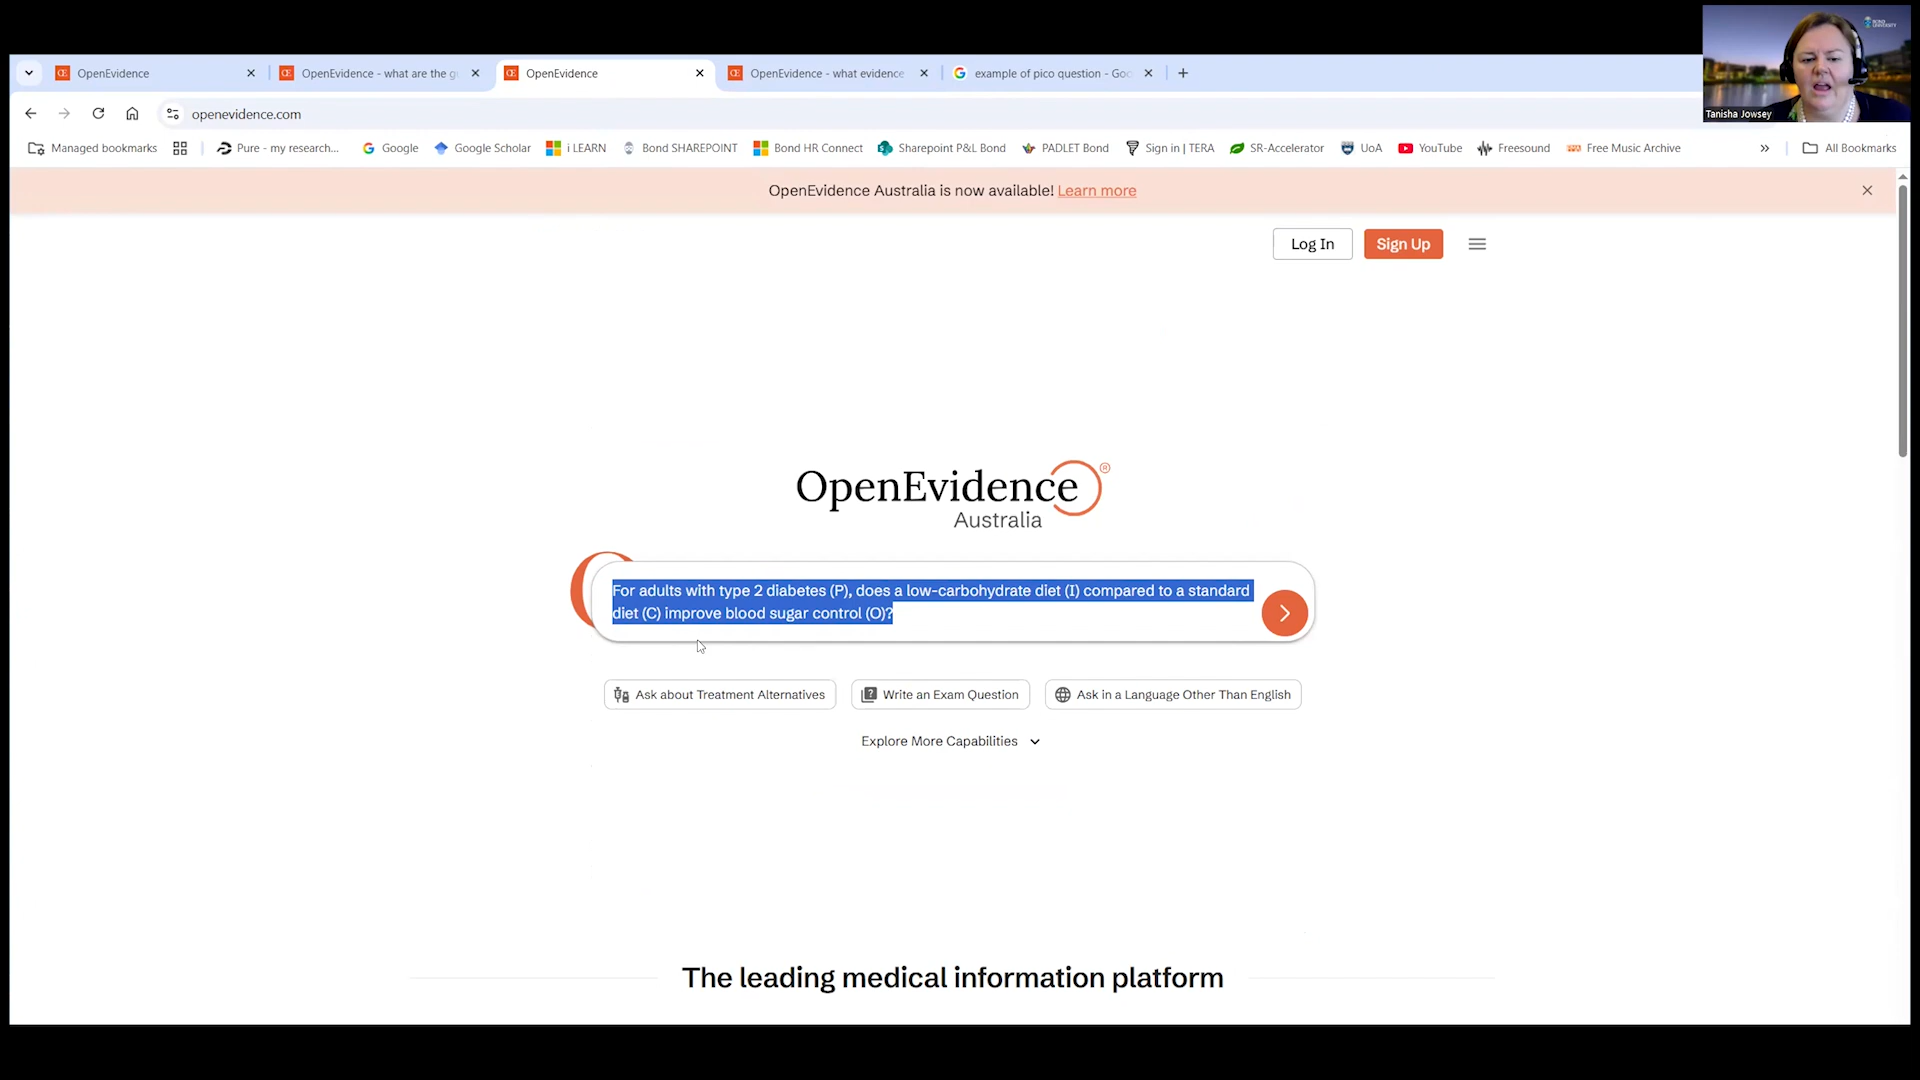 OpenEvidence
OpenEvidence - what are the g
OpenEvidence
OpenEvidence - what evidence
example of pico question - Goo
BOND UNIVERSITY
Tanisha Jowsey
openevidence.com
Managed bookmarks
Pure - my research...
Google
Google Scholar
i LEARN
Bond SHAREPOINT
Bond HR Connect
Sharepoint P&L Bond
PADLET Bond
Sign in | TERA
SR-Accelerator
UoA
YouTube
Freesound
Free Music Archive
All Bookmarks
OpenEvidence Australia is now available! Learn more
Log In
Sign Up
OpenEvidence®
Australia
For adults with type 2 diabetes (P), does a low-carbohydrate diet (I) compared to a standard
diet (C) improve blood sugar control (O)?
Ask about Treatment Alternatives
Write an Exam Question
Ask in a Language Other Than English
Explore More Capabilities
The leading medical information platform